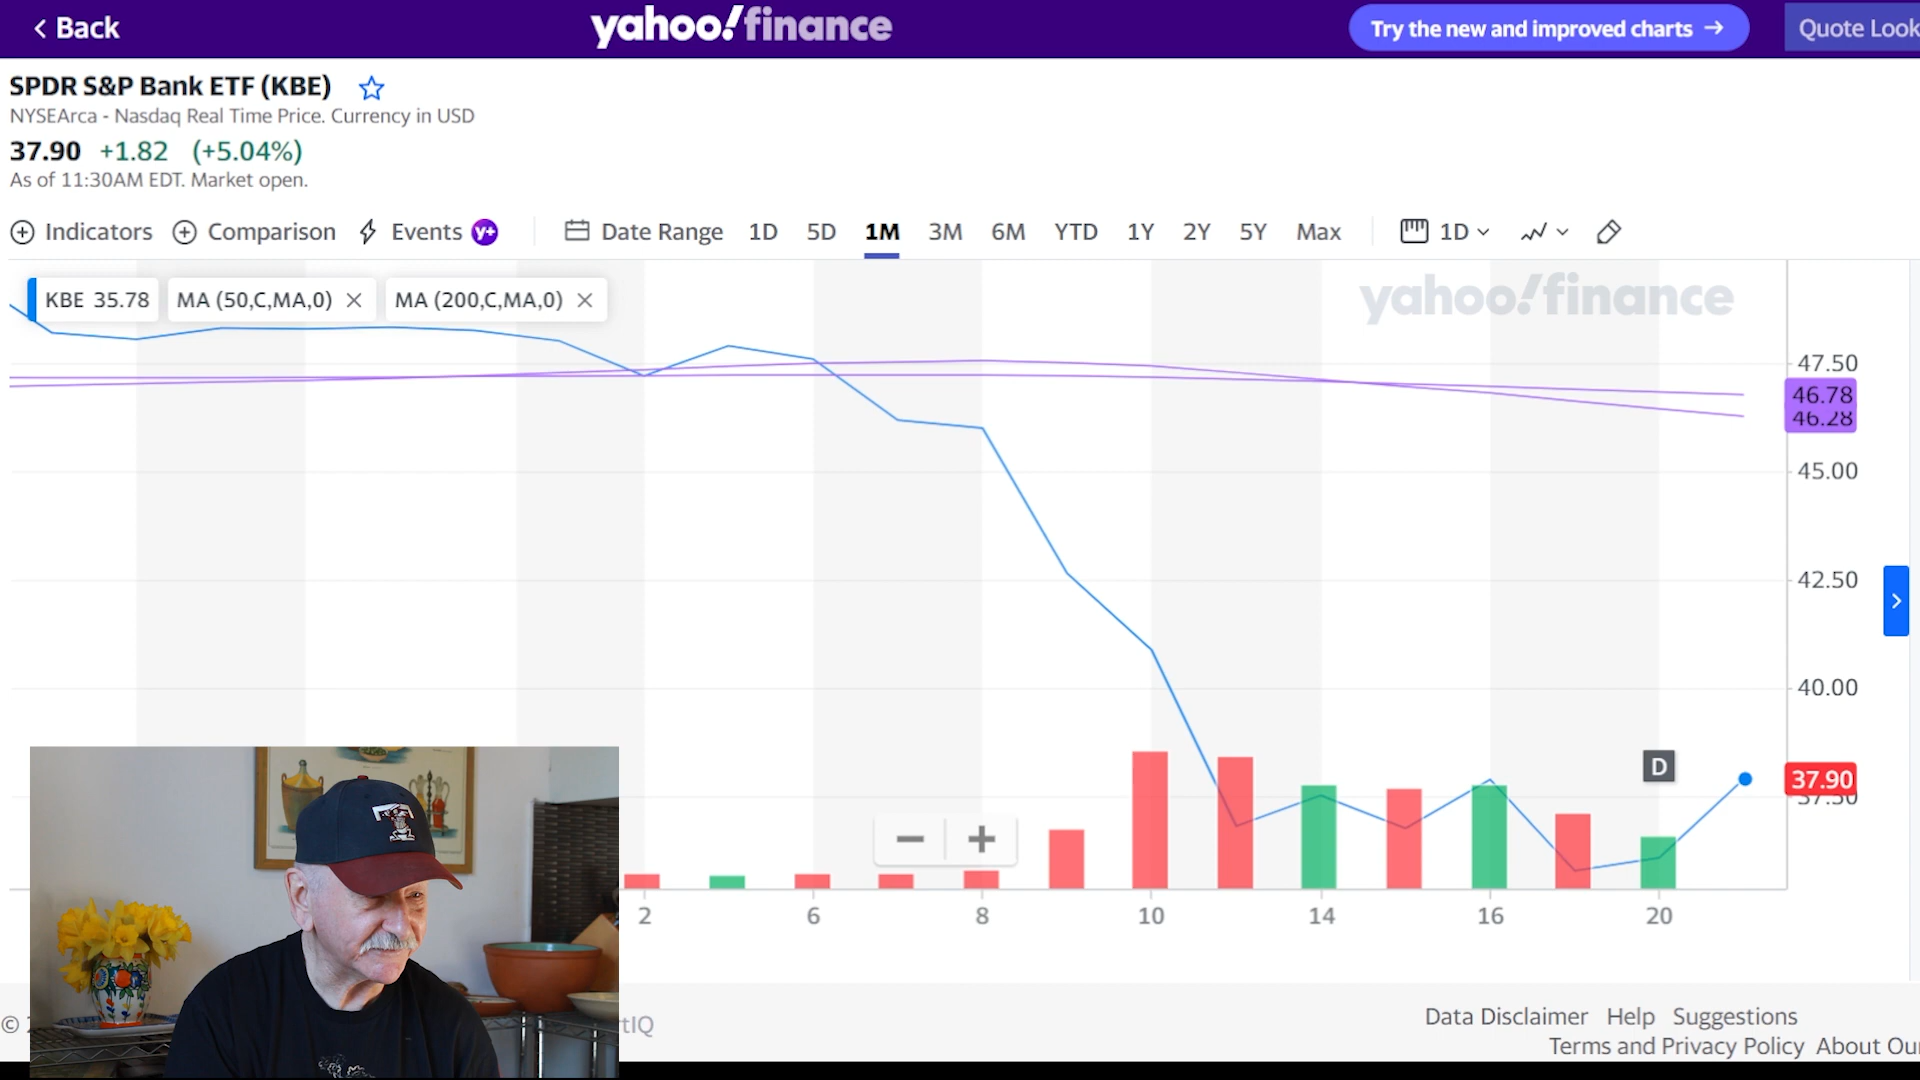 Back
yahoo!finance
Try the new and improved charts →
Quote Look
SPDR S&P Bank ETF (KBE)
NYSEArca - Nasdaq Real Time Price. Currency in USD
37.90 +1.82 (+5.04%)
As of 11:30AM EDT. Market open.
Indicators Comparison Events y+ Date Range 1D 5D 1M 3M 6M YTD 1Y 2Y 5Y Max 1D
KBE 35.78 MA (50,C,MA,0) MA (200,C,MA,0)
yahoo!finance
47.50
46.78
46.28
45.00
42.50
40.00
D
37.90
37.50
2 6 8 10 14 16 20
T
©
tIQ
Data Disclaimer Help Suggestions
Terms and Privacy Policy About Our